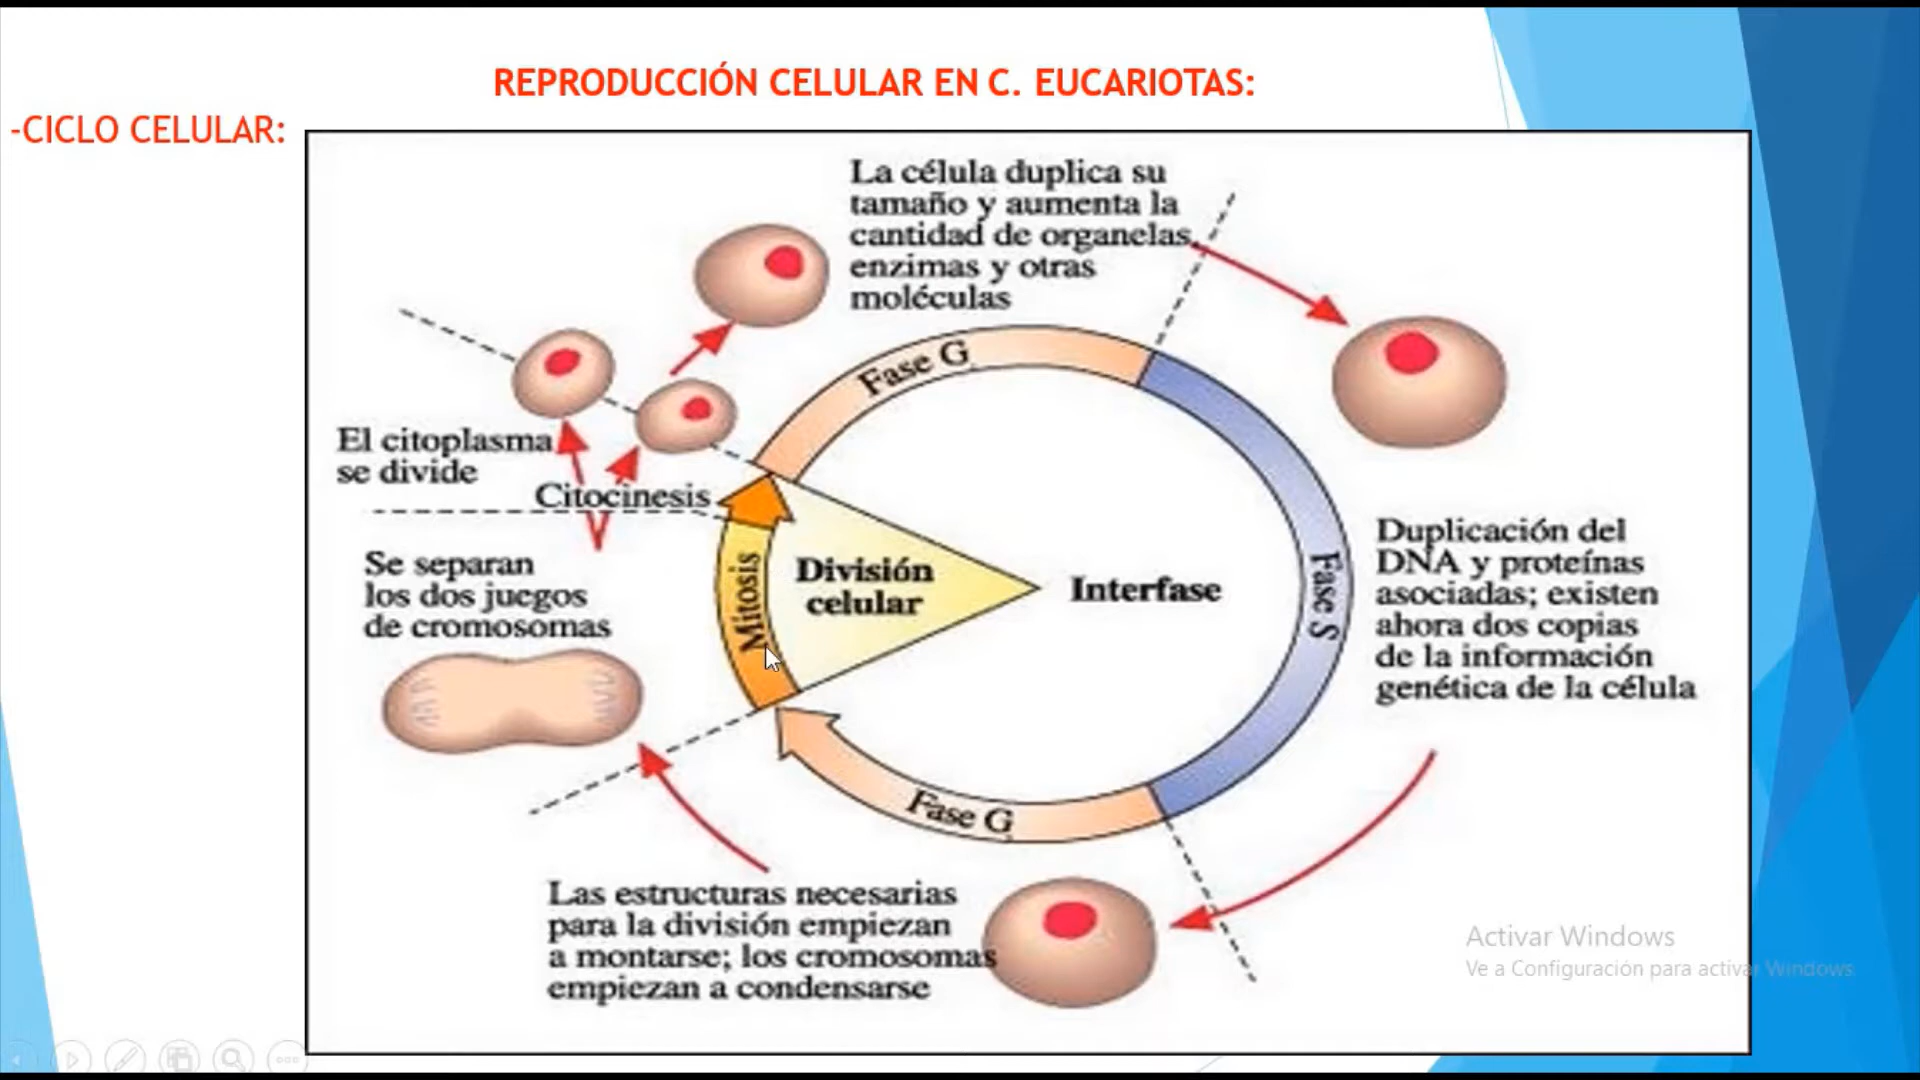 REPRODUCCIÓN CELULAR EN C. EUCARIOTAS:
-CICLO CELULAR:
La célula duplica su
tamaño y aumenta la
cantidad de organelas,
enzimas y otras
moléculas
Fase G
El citoplasma
se divide
Citocinesis
Se separan
los dos juegos
de cromosomas
Mitosis
División
celular
Interfase
Fase S
Duplicación del
DNA y proteínas
asociadas; existen
ahora dos copias
de la información
genética de la célula
Fase G
Las estructuras necesarias
para la división empiezan
a montarse; los cromosomas
empiezan a condensarse
Activar Windows
Ve a Configuración para activar Windows.